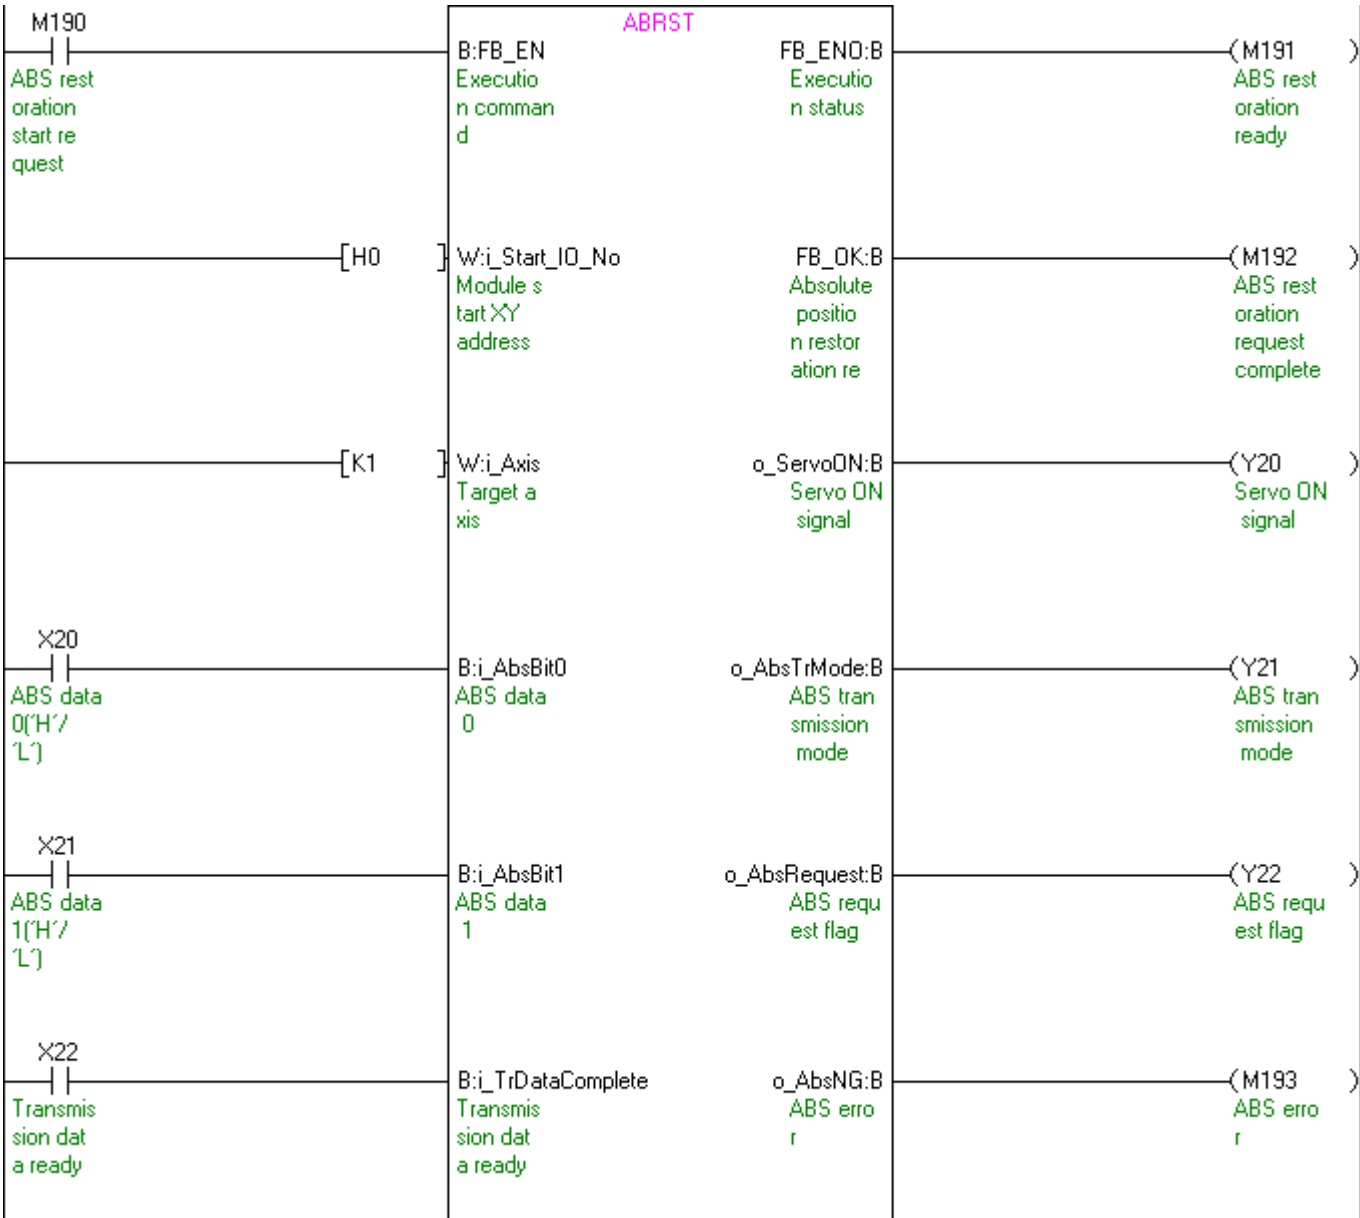 M190
ABRST
B:FB_EN
FB_ENO:B
(M191 )
ABS rest
oration
start re
quest
Executio
n comman
d
Executio
n status
ABS rest
oration
ready
[H0 ]
W:i_Start_IO_No
FB_OK:B
(M192 )
Module s
tart XY
address
Absolute
positio
n restor
ation re
ABS rest
oration
request
complete
[K1 ]
W:i_Axis
o_ServoON:B
(Y20 )
Target a
xis
Servo ON
signal
Servo ON
signal
X20
B:i_AbsBit0
o_AbsTrMode:B
(Y21 )
ABS data
0(´H´/
´L´)
ABS data
0
ABS tran
smission
mode
ABS tran
smission
mode
X21
B:i_AbsBit1
o_AbsRequest:B
(Y22 )
ABS data
1(´H´/
´L´)
ABS data
1
ABS requ
est flag
ABS requ
est flag
X22
B:i_TrDataComplete
o_AbsNG:B
(M193 )
Transmis
sion dat
a ready
Transmis
sion dat
a ready
ABS erro
r
ABS erro
r